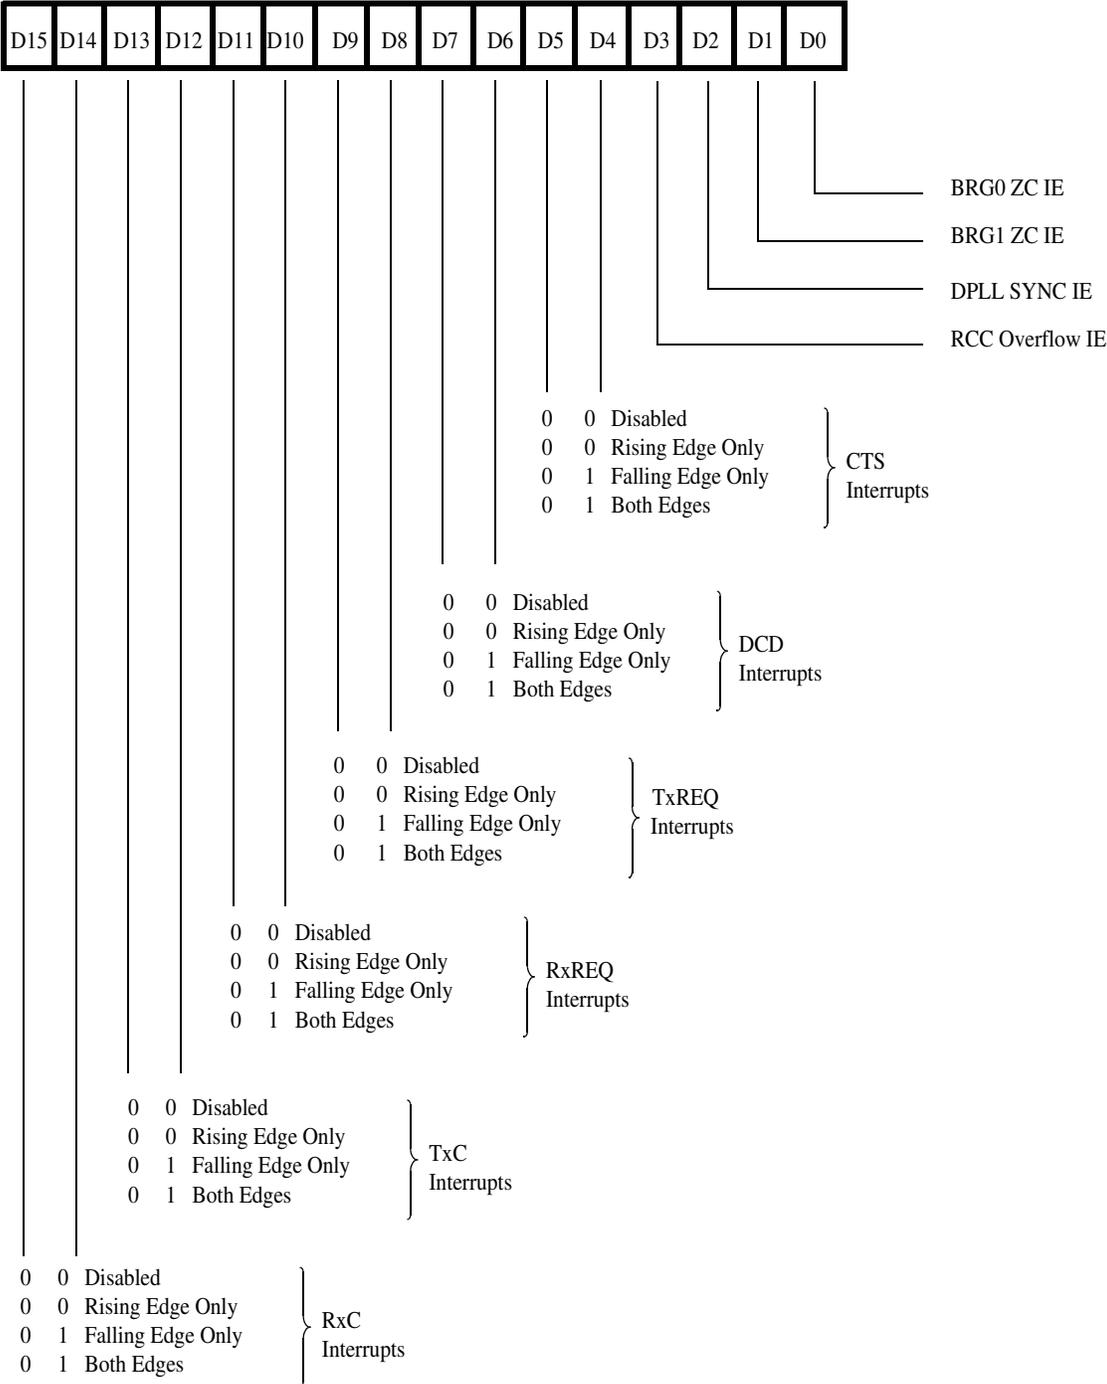 D15 D14 D13 D12 D11 D10 D9 D8 D7 D6 D5 D4 D3 D2 D1 D0
BRG0 ZC IE
BRG1 ZC IE
DPLL SYNC IE
RCC Overflow IE
0 0 Disabled
0 0 Rising Edge Only
0 1 Falling Edge Only
0 1 Both Edges
CTS
Interrupts
0 0 Disabled
0 0 Rising Edge Only
0 1 Falling Edge Only
0 1 Both Edges
DCD
Interrupts
0 0 Disabled
0 0 Rising Edge Only
0 1 Falling Edge Only
0 1 Both Edges
TxREQ
Interrupts
0 0 Disabled
0 0 Rising Edge Only
0 1 Falling Edge Only
0 1 Both Edges
RxREQ
Interrupts
0 0 Disabled
0 0 Rising Edge Only
0 1 Falling Edge Only
0 1 Both Edges
TxC
Interrupts
0 0 Disabled
0 0 Rising Edge Only
0 1 Falling Edge Only
0 1 Both Edges
RxC
Interrupts